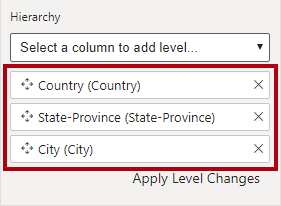 Hierarchy
Select a column to add level...
Country (Country)
State-Province (State-Province)
City (City)
Apply Level Changes